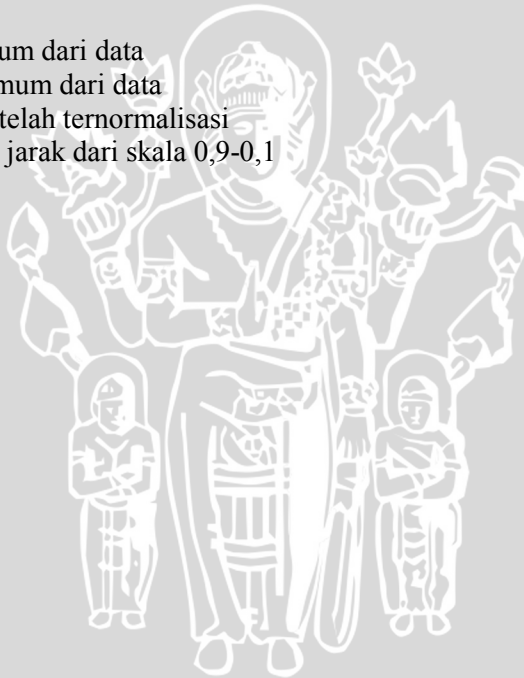 um dari data
mum dari data
telah ternormalisasi
jarak dari skala 0,9-0,1